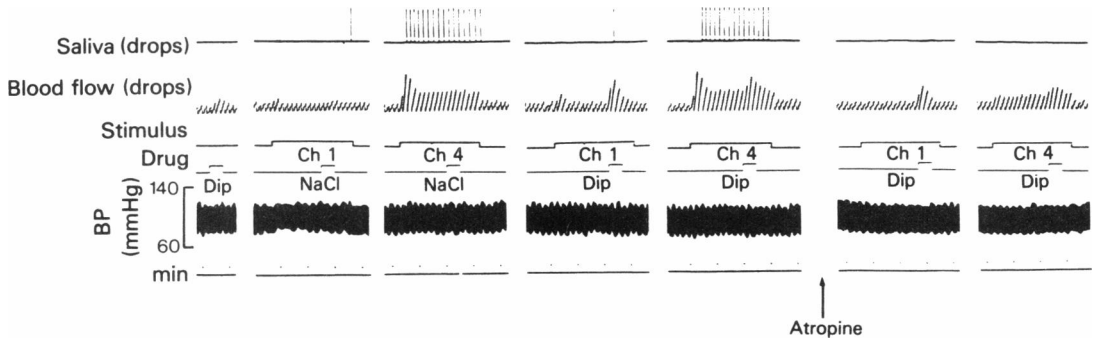 Saliva (drops)
Blood flow (drops)
Stimulus
Drug
Ch 1 Ch 4 Ch 1 Ch 4 Ch 1 Ch 4
Dip NaCl NaCl Dip Dip Dip Dip
BP (mmHg)
140
60
min
Atropine